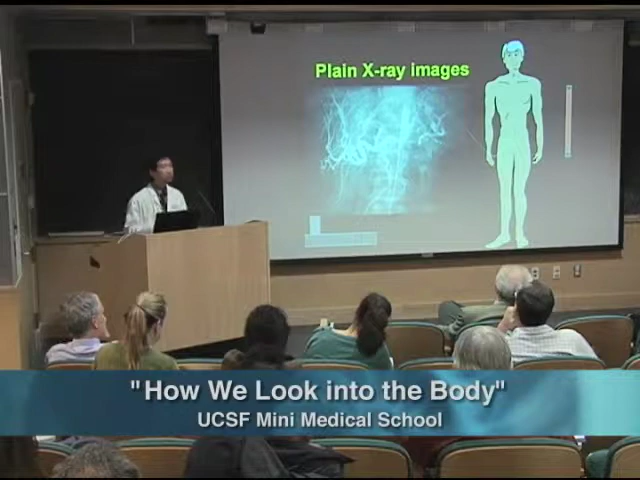 Plain X-ray images
"How We Look into the Body"
UCSF Mini Medical School